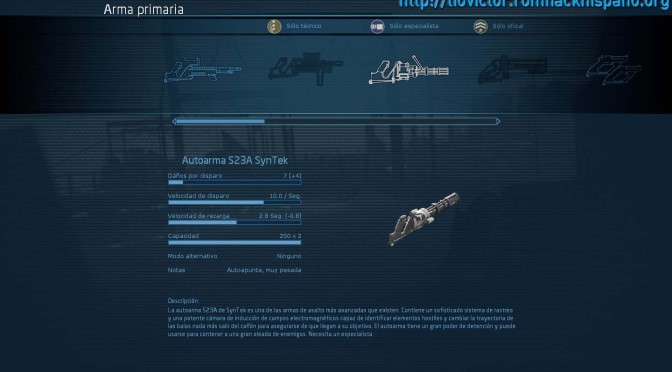 http://tiovictor.romhackhispano.org
Arma primaria
Sólo técnico
Sólo especialista
Sólo oficial
Autoarma S23A SynTek
Daños por disparo 7 (+4)
Velocidad de disparo 10.0 / Seg.
Velocidad de recarga 2.8 Seg. (-0.8)
Capacidad 250 x 2
Modo alternativo Ninguno
Notas Autoapunta, muy pesada
Descripción:
La autoarma S23A de SynTek es una de las armas de asalto más avanzadas que existen. Contiene un sofisticado sistema de rastreo
y una potente cámara de inducción de campos electromagnéticos capaz de identificar elementos hostiles y cambiar la trayectoria de
las balas nada más salir del cañón para asegurarse de que llegan a su objetivo. El autoarma tiene un gran poder de detención y puede
usarse para contener a una gran oleada de enemigos. Necesita un especialista.